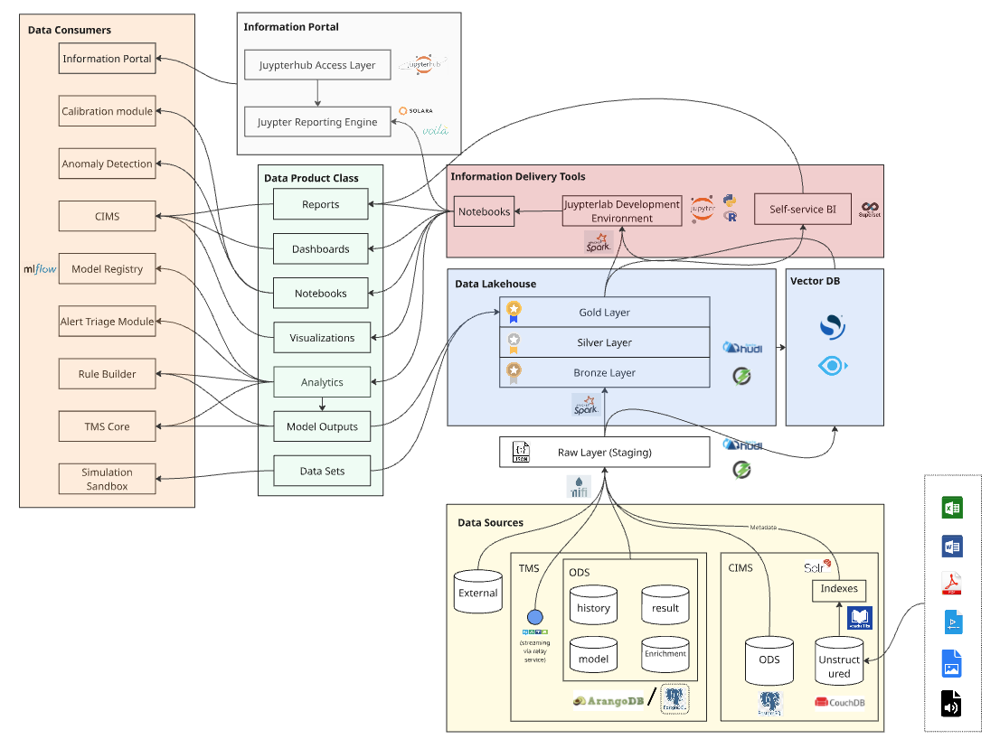 Data Consumers
Information Portal
Calibration module
Anomaly Detection
CIMS
mlflow
Model Registry
Alert Triage Module
Rule Builder
TMS Core
Simulation
Sandbox
Information Portal
Juypterhub Access Layer
jupyterhub
Juypter Reporting Engine
SOLARA
voilà
Data Product Class
Reports
Dashboards
Notebooks
Visualizations
Analytics
Model Outputs
Data Sets
Information Delivery Tools
Notebooks
Juypterlab Development
Environment
jupyter
R
Self-service BI
Superset
Spark
Data Lakehouse
Gold Layer
Silver Layer
Bronze Layer
hudi
Spark
Vector DB
Raw Layer (Staging)
{;}
JSON
hudi
nifi
Data Sources
External
TMS
(streaming
via relay
service)
ODS
history
result
model
Enrichment
ArangoDB
/
PostgreSQL
Metadata
CIMS
Solr
Indexes
ODS
Unstruct
ured
PostgreSQL
CouchDB
X
W
PDF